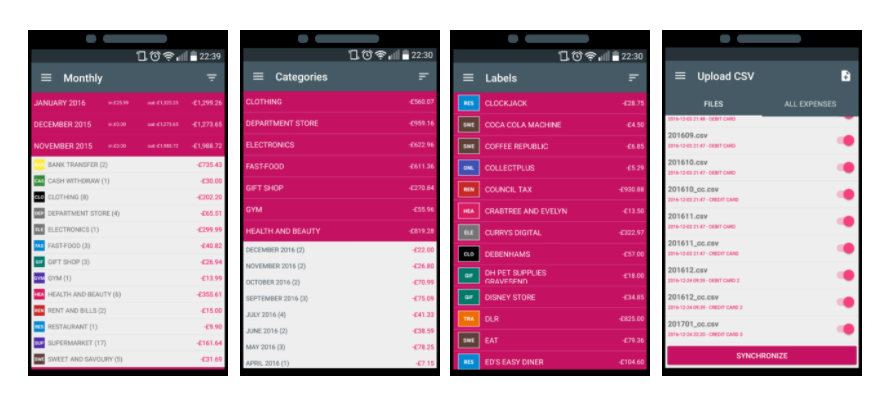 22:39
Monthly
JANUARY 2016 in £25.99 out -£1,325.25 -£1,299.26
DECEMBER 2015 out -£1,273.65 -£1,273.65
NOVEMBER 2015 out -£1,988.72 -£1,988.72
BANK TRANSFER (2) -£735.43
CASH WITHDRAW (1) -£30.00
CLO CLOTHING (8) -£202.20
DEPARTMENT STORE (4) -£65.51
ELE ELECTRONICS (1) -£299.99
FAS FAST-FOOD (3) -£40.82
GIF GIFT SHOP (3) -£26.94
GYM GYM (1) -£13.99
HEA HEALTH AND BEAUTY (6) -£355.61
REN RENT AND BILLS (2) -£15.00
RES RESTAURANT (1) -£9.90
SUP SUPERMARKET (17) -£161.64
SWE SWEET AND SAVOURY (5) -£31.69
22:30
Categories
CLOTHING -£560.07
DEPARTMENT STORE -£959.16
ELECTRONICS -£622.96
FAST-FOOD -£611.36
GIFT SHOP -£270.84
GYM -£55.96
HEALTH AND BEAUTY -£819.28
DECEMBER 2016 (2) -£22.00
NOVEMBER 2016 (2) -£26.80
OCTOBER 2016 (2) -£70.99
SEPTEMBER 2016 (3) -£75.09
JULY 2016 (4) -£41.33
JUNE 2016 (2) -£38.59
MAY 2016 (3) -£78.25
APRIL 2016 (1) -£7.15
22:30
Labels
RES CLOCKJACK -£28.75
SWE COCA COLA MACHINE -£4.50
SWE COFFEE REPUBLIC -£6.85
ONL COLLECTPLUS -£5.29
REN COUNCIL TAX -£930.88
HEA CRABTREE AND EVELYN -£13.50
ELE CURRYS DIGITAL -£322.97
CLO DEBENHAMS -£57.00
GIF DH PET SUPPLIES -£18.00
GRAVESEND
GIF DISNEY STORE -£34.85
TRA DLR -£825.00
SWE EAT -£79.36
RES ED'S EASY DINER -£104.60
Upload CSV
FILES ALL EXPENSES
2016-12-03 21:48 - DEBIT CARD
201609.csv
2016-12-03 21:47 - DEBIT CARD
201610.csv
2016-12-03 21:47 - DEBIT CARD
201610_cc.csv
2016-12-03 21:47 - CREDIT CARD
201611.csv
2016-12-03 21:47 - DEBIT CARD
201611_cc.csv
2016-12-03 21:47 - CREDIT CARD
201612.csv
2016-12-24 09:39 - DEBIT CARD 2
201612_cc.csv
2016-12-24 09:39 - CREDIT CARD 2
201701_cc.csv
2016-12-26 22:20 - CREDIT CARD 3
SYNCHRONIZE